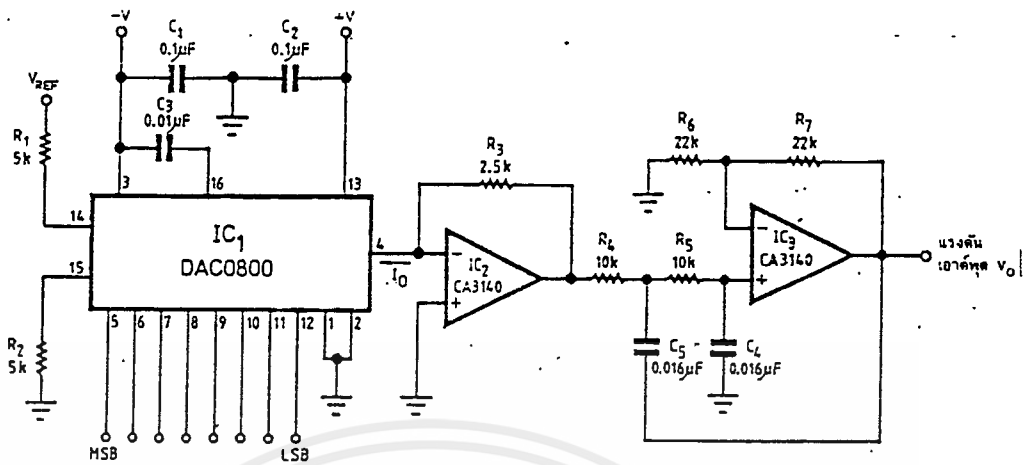 -V
+V
C1
0.1µF
C2
0.1µF
VREF
C3
0.01µF
R1
5k
3
16
13
14
15
IC1
DAC0800
4
I0
R3
2.5k
IC2
CA3140
-
+
R4
10k
R5
10k
R6
22k
R7
22k
-
+
IC3
CA3140
แรงดัน
เอาต์พุต Vo
C5
0.016µF
C4
0.016µF
R2
5k
5 6 7 8 9 10 11 12 1 2
MSB
LSB